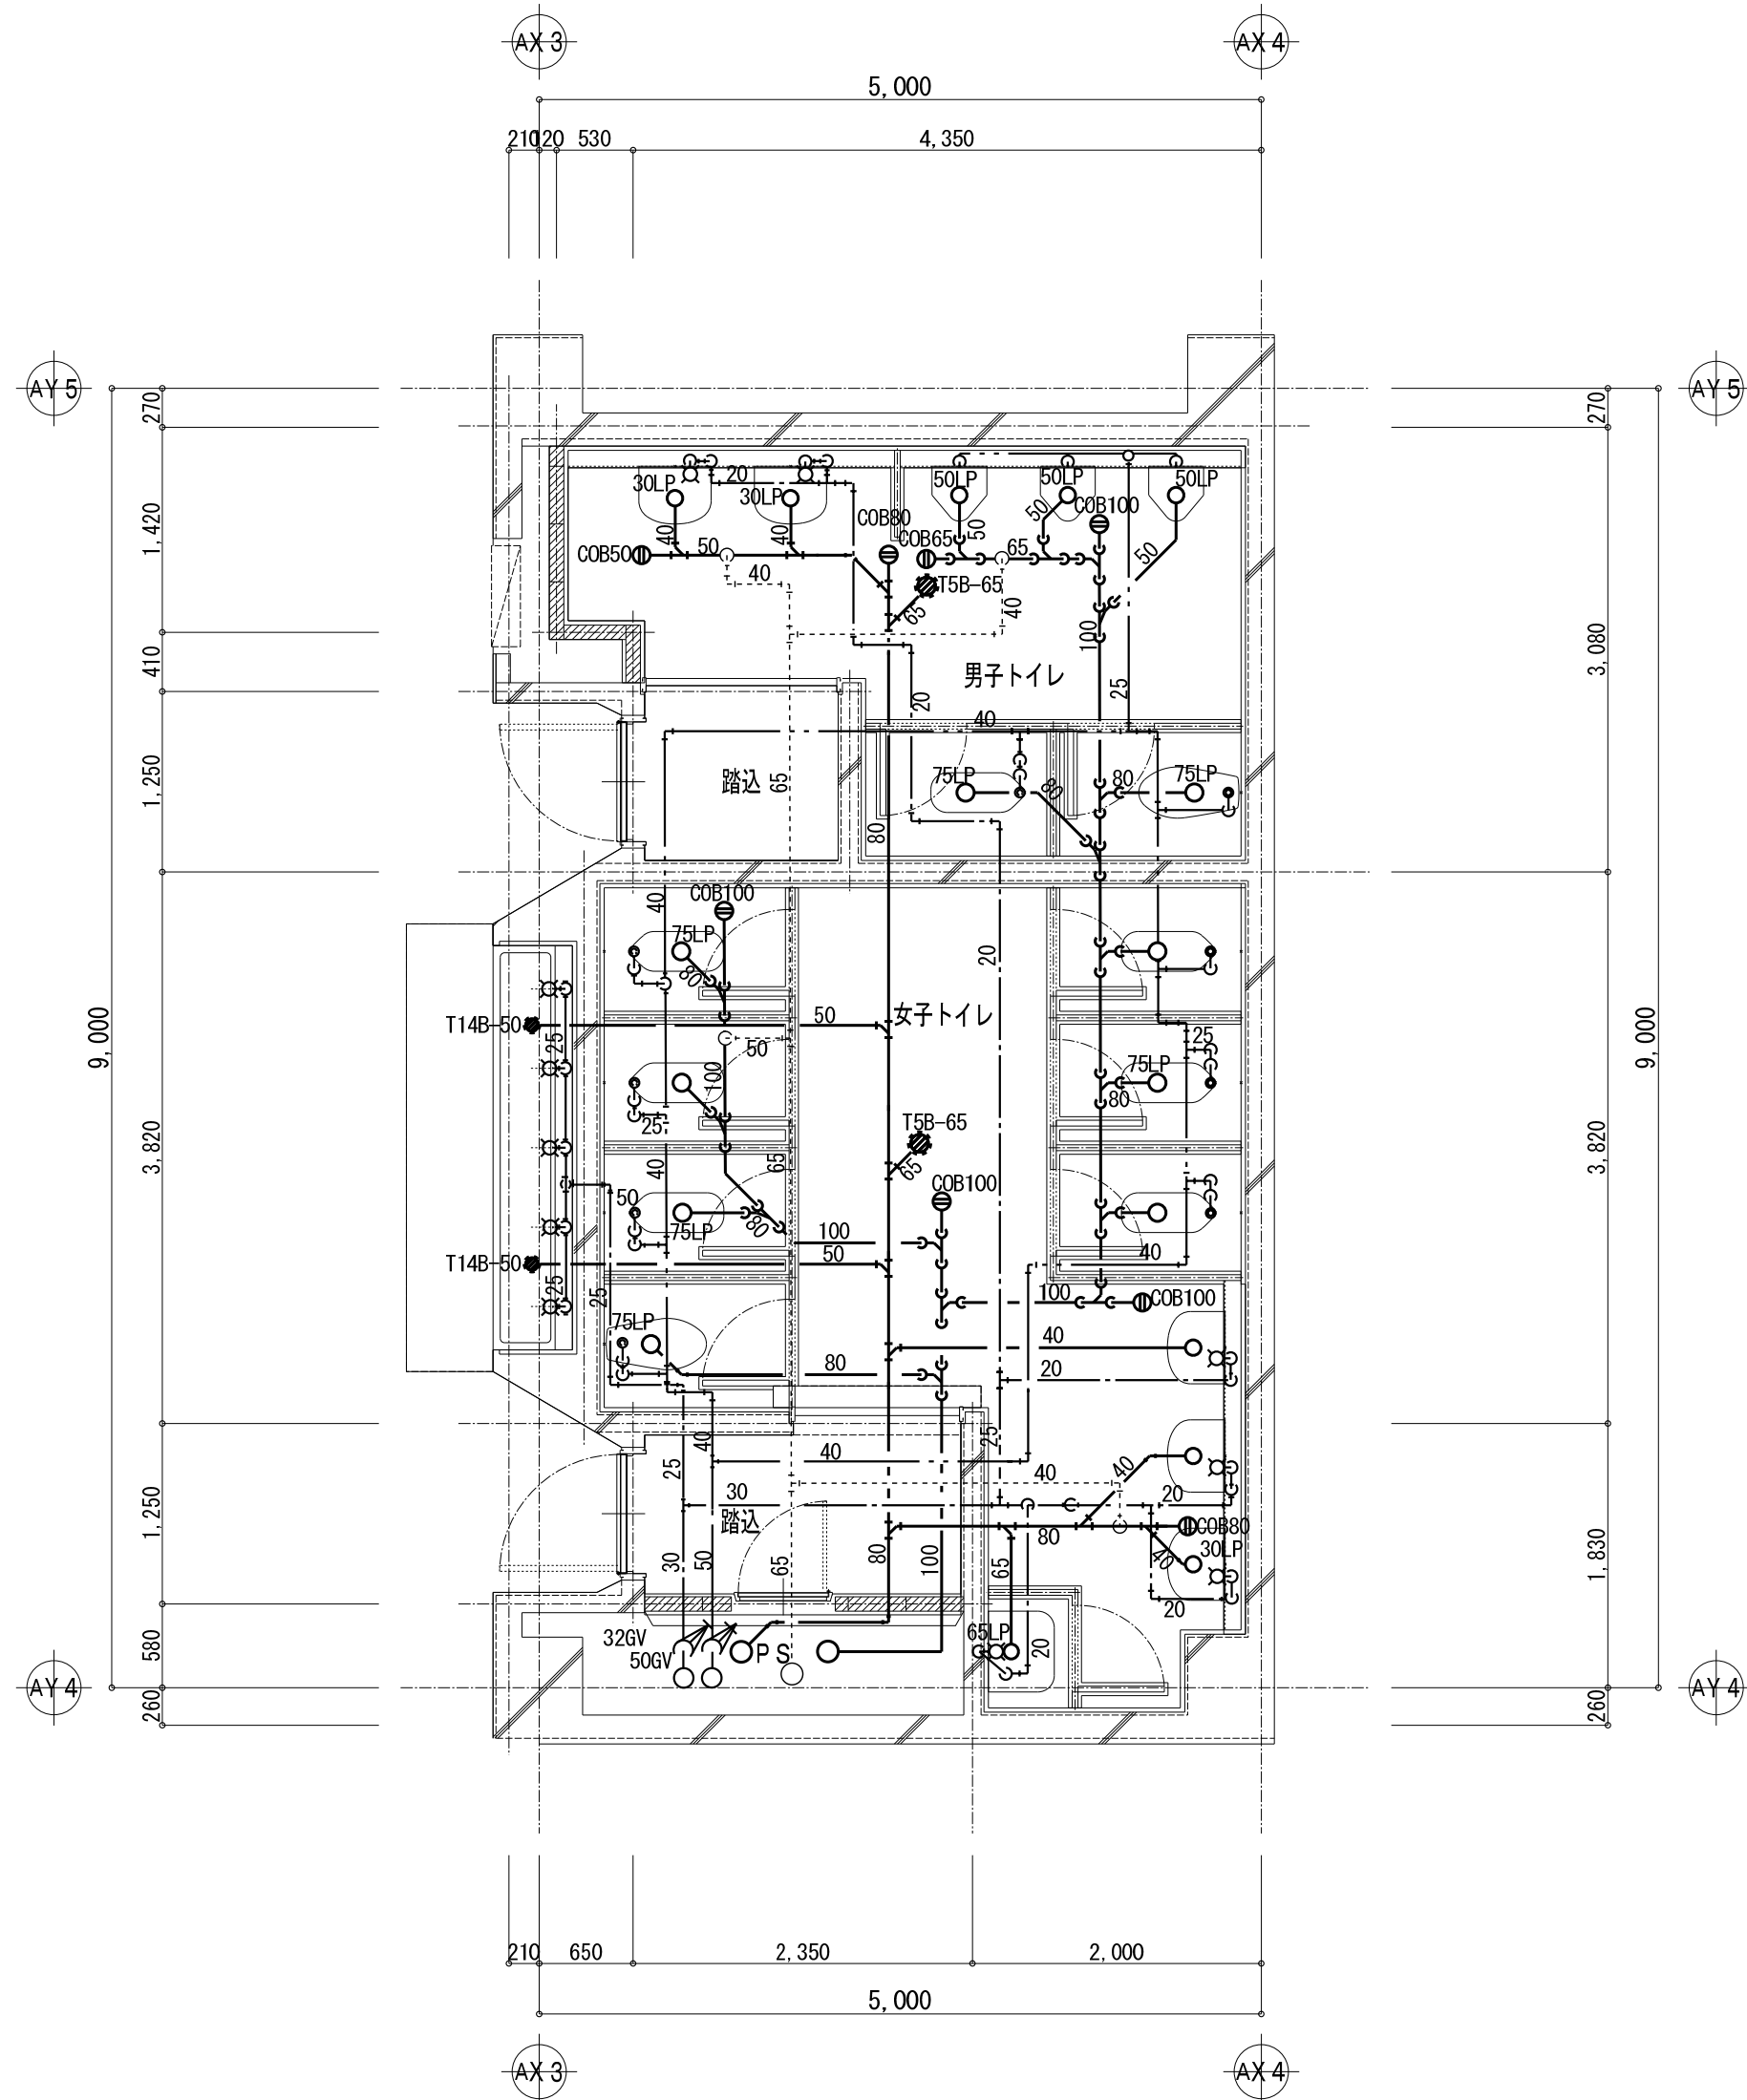 AX 3
AX 4
5,000
210
120
530
4,350
AY 5
AY 5
270
270
1,420
410
1,250
3,820
1,250
580
260
9,000
3,080
3,820
1,830
260
9,000
30LP
20
30LP
50LP
50LP
50LP
COB80
COB100
40
40
50
50
COB50
50
COB65
65
50
40
T5B-65
65
40
100
男子トイレ
20
25
40
踏込
65
75LP
80
80
75LP
80
40
COB100
75LP
80
20
T14B-50
25
50
女子トイレ
50
25
100
75LP
80
25
T5B-65
65
40
65
50
75LP
80
COB100
100
50
40
T14B-50
25
25
100
COB100
75LP
40
80
20
25
40
40
25
40
40
30
20
踏込
COB80
80
30LP
40
30
50
65
80
100
65
20
32GV
50GV
PS
65LP
20
AY 4
AY 4
210
650
2,350
2,000
5,000
AX 3
AX 4